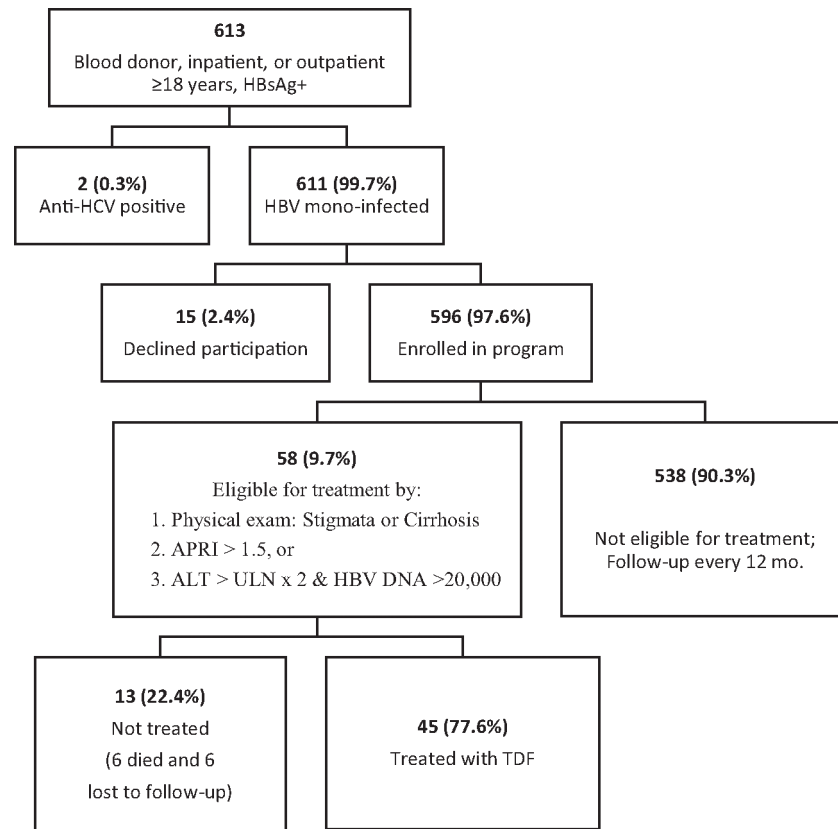 613
Blood donor, inpatient, or outpatient
≥18 years, HBsAg+
2 (0.3%)
Anti-HCV positive
611 (99.7%)
HBV mono-infected
15 (2.4%)
Declined participation
596 (97.6%)
Enrolled in program
58 (9.7%)
Eligible for treatment by:
1. Physical exam: Stigmata or Cirrhosis
2. APRI > 1.5, or
3. ALT > ULN x 2 & HBV DNA >20,000
538 (90.3%)
Not eligible for treatment;
Follow-up every 12 mo.
13 (22.4%)
Not treated
(6 died and 6
lost to follow-up)
45 (77.6%)
Treated with TDF